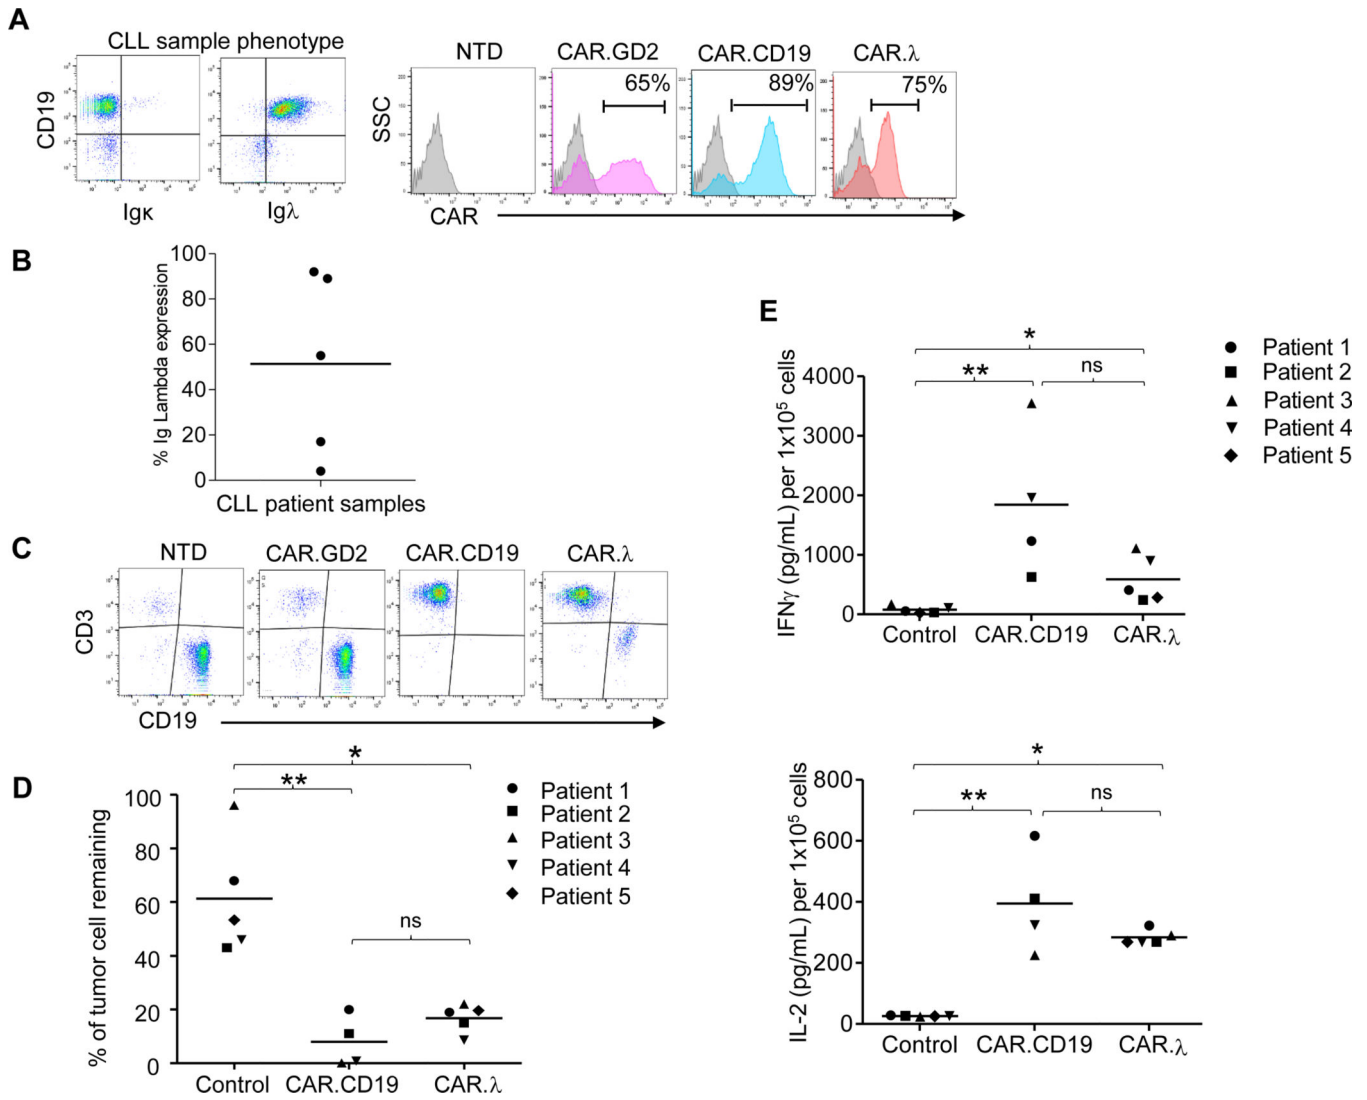 A
CLL sample phenotype
CD19
Igκ
Igλ
NTD
CAR.GD2
CAR.CD19
CAR.λ
65%
89%
75%
SSC
CAR
B
% Ig Lambda expression
100
80
60
40
20
0
CLL patient samples
C
NTD
CAR.GD2
CAR.CD19
CAR.λ
CD3
CD19
D
% of tumor cell remaining
100
80
60
40
20
0
*
**
ns
Control
CAR.CD19
CAR.λ
Patient 1
Patient 2
Patient 3
Patient 4
Patient 5
E
IFNγ (pg/mL) per 1x10⁵ cells
4000
3000
2000
1000
0
*
**
ns
Control
CAR.CD19
CAR.λ
Patient 1
Patient 2
Patient 3
Patient 4
Patient 5
IL-2 (pg/mL) per 1x10⁵ cells
800
600
400
200
0
*
**
ns
Control
CAR.CD19
CAR.λ